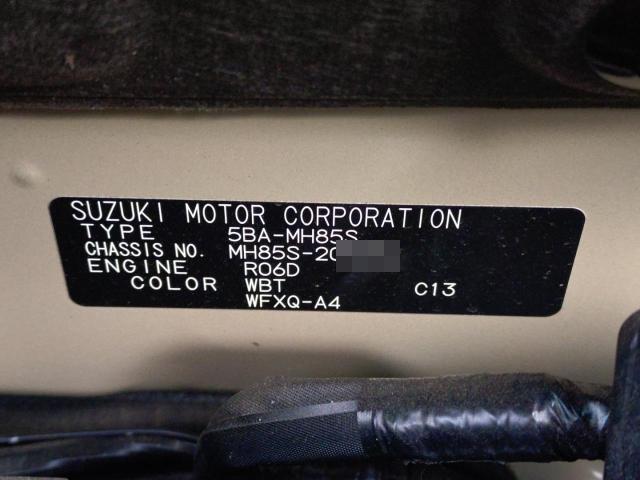 SUZUKI MOTOR CORPORATION
TYPE 5BA-MH85S
CHASSIS NO. MH85S-20
ENGINE R06D
COLOR WBT C13
WFXQ-A4